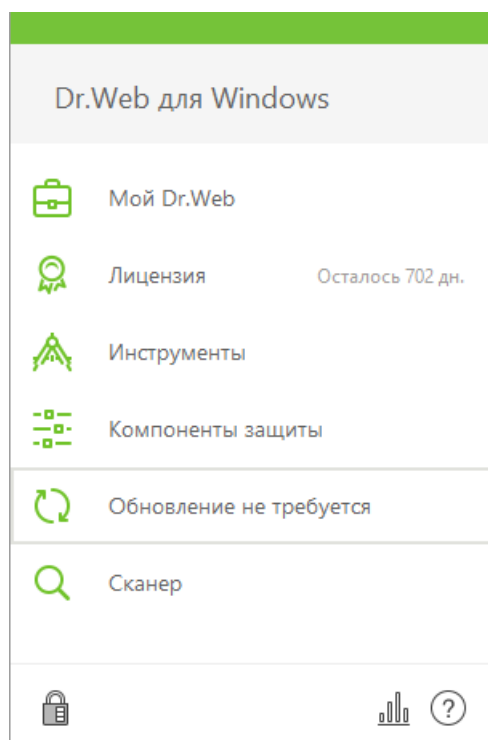 Dr.Web для Windows
Мой Dr.Web
Лицензия Осталось 702 дн.
Инструменты
Компоненты защиты
Обновление не требуется
Сканер
?